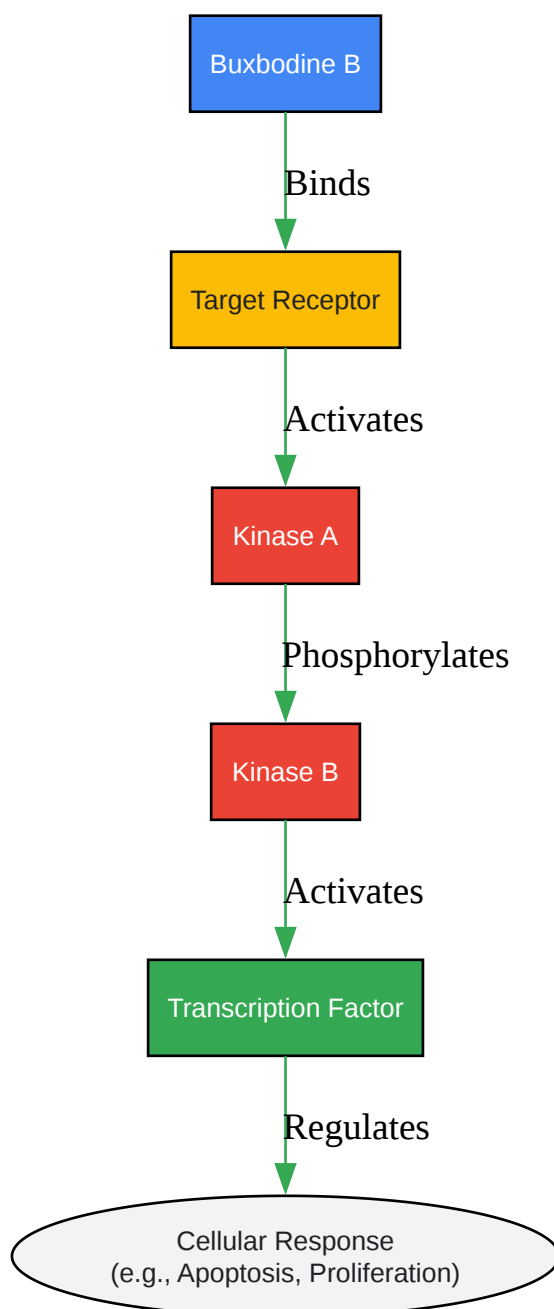 Buxbodine B
Binds
Target Receptor
Activates
Kinase A
Phosphorylates
Kinase B
Activates
Transcription Factor
Regulates
Cellular Response
(e.g., Apoptosis, Proliferation)